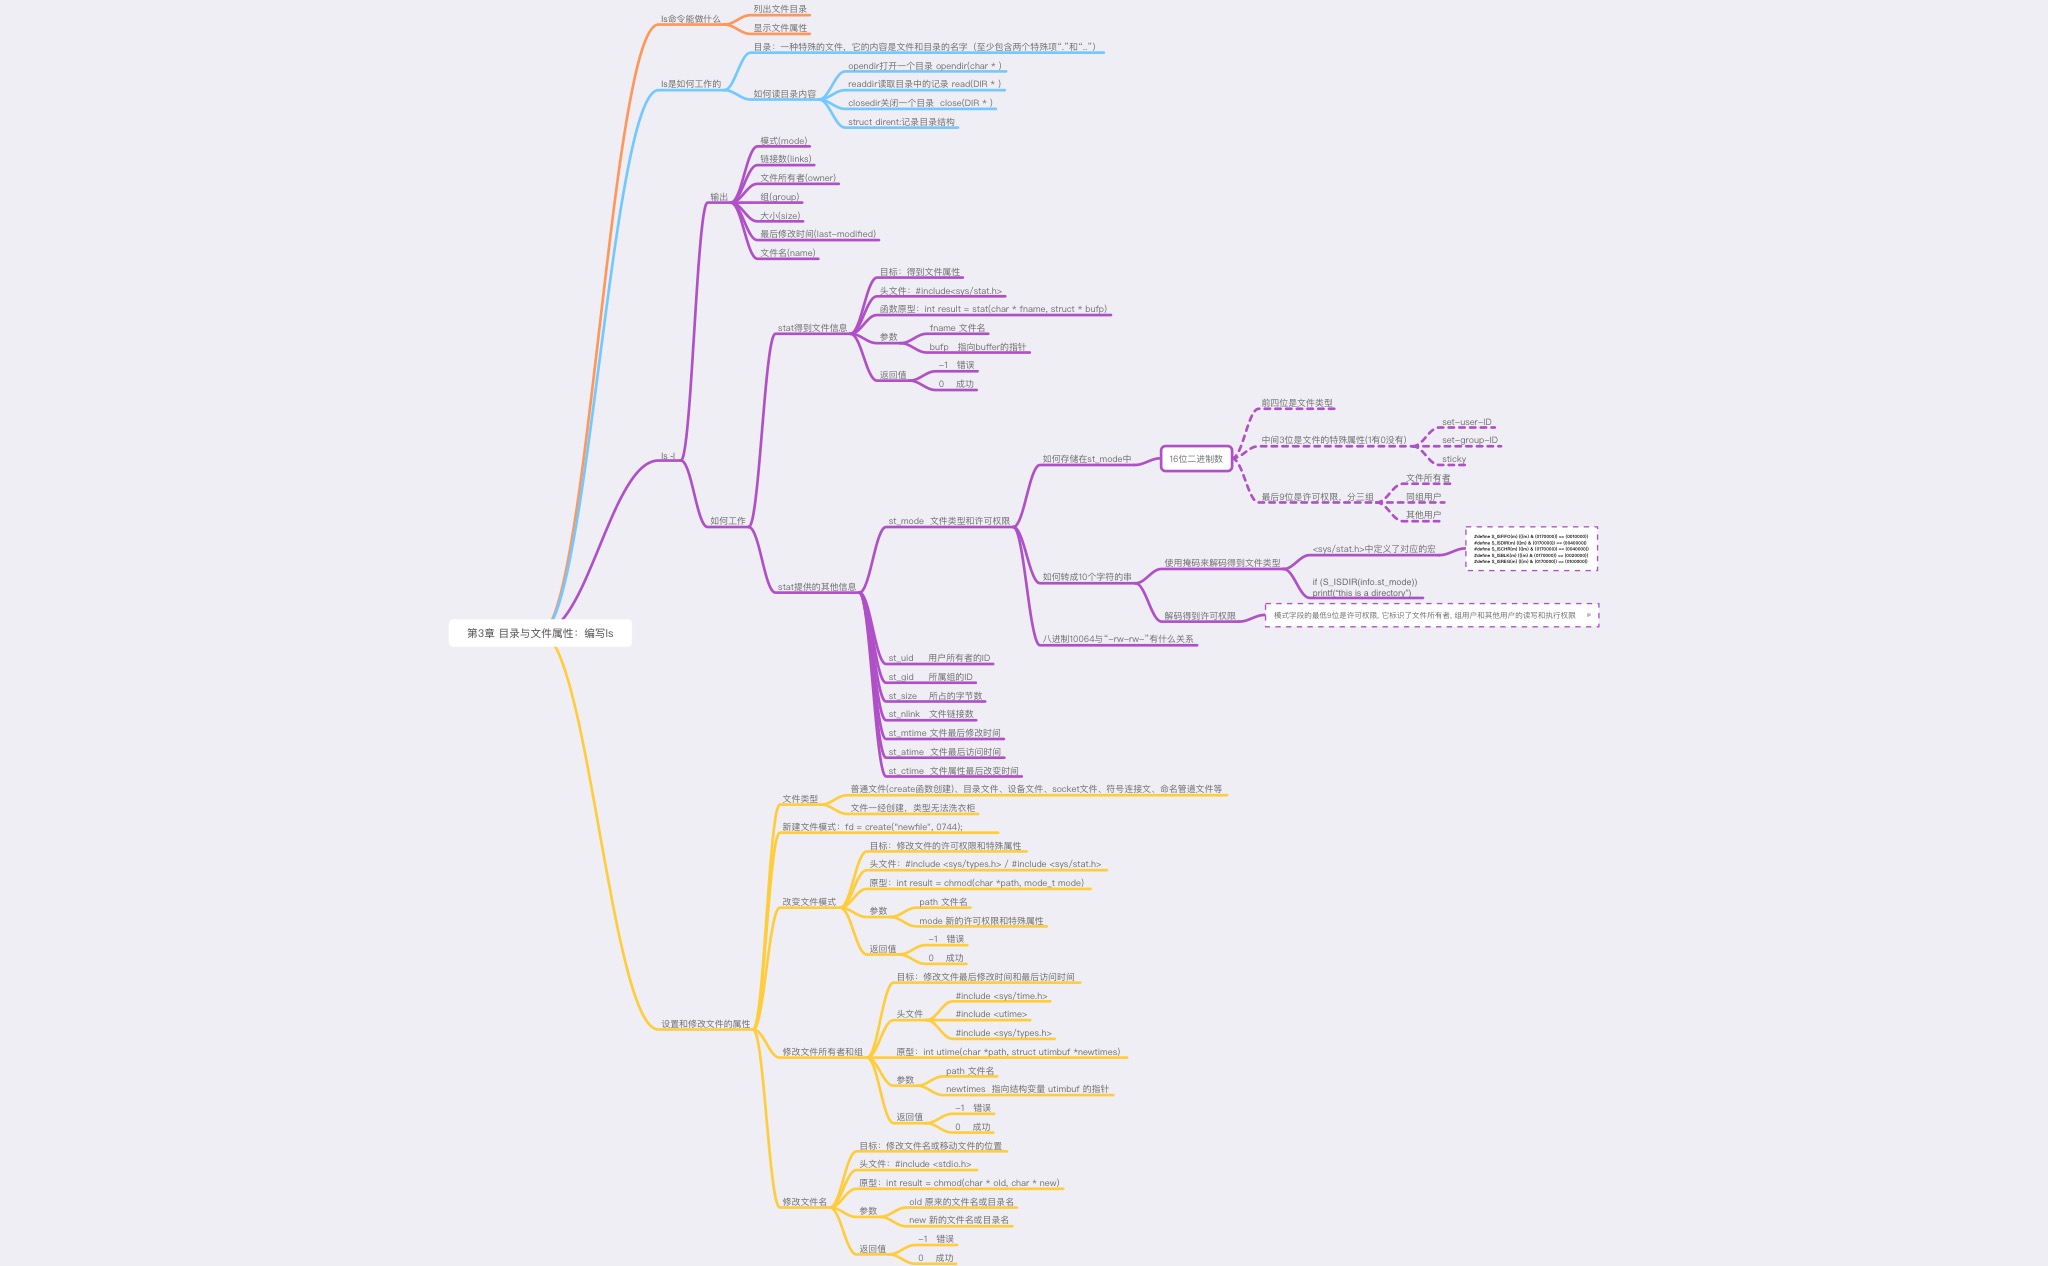 ls命令能做什么
列出文件目录
显示文件属性
ls是如何工作的
目录：一种特殊的文件，它的内容是文件和目录的名字（至少包含两个特殊项“.”和“..”）
如何读目录内容
opendir打开一个目录 opendir(char * )
readdir读取目录中的记录 read(DIR * )
closedir关闭一个目录 close(DIR * )
struct dirent:记录目录结构
ls -l
输出
模式(mode)
链接数(links)
文件所有者(owner)
组(group)
大小(size)
最后修改时间(last-modified)
文件名(name)
如何工作
stat得到文件信息
目标：得到文件属性
头文件：#include<sys/stat.h>
函数原型：int result = stat(char * fname, struct * bufp)
参数
fname 文件名
bufp 指向buffer的指针
返回值
-1 错误
0 成功
stat提供的其他信息
st_mode 文件类型和许可权限
如何存储在st_mode中
16位二进制数
前四位是文件类型
中间3位是文件的特殊属性(1有0没有)
set-user-ID
set-group-ID
sticky
最后9位是许可权限，分三组
文件所有者
同组用户
其他用户
如何转成10个字符的串
使用掩码来解码得到文件类型
<sys/stat.h>中定义了对应的宏
#define S_ISFIFO(m) (((m) & (0170000)) == (0010000))
#define S_ISDIR(m) (((m) & (0170000)) == (0040000))
#define S_ISCHR(m) (((m) & (0170000)) == (0040000))
#define S_ISBLK(m) (((m) & (0170000)) == (0020000))
#define S_ISREG(m) (((m) & (0170000)) == (0100000))
if (S_ISDIR(info.st_mode))
printf("this is a directory")
解码得到许可权限
模式字段的最低9位是许可权限, 它标识了文件所有者, 组用户和其他用户的读写和执行权限
八进制10064与“-rw-rw-”有什么关系
st_uid 用户所有者的ID
st_gid 所属组的ID
st_size 所占的字节数
st_nlink 文件链接数
st_mtime 文件最后修改时间
st_atime 文件最后访问时间
st_ctime 文件属性最后改变时间
第3章 目录与文件属性：编写ls
设置和修改文件的属性
文件类型
普通文件(create函数创建)、目录文件、设备文件、socket文件、符号连接文、命名管道文件等
文件一经创建，类型无法洗衣柜
新建文件模式：fd = create("newfile", 0744);
改变文件模式
目标：修改文件的许可权限和特殊属性
头文件：#include <sys/types.h> / #include <sys/stat.h>
原型：int result = chmod(char *path, mode_t mode)
参数
path 文件名
mode 新的许可权限和特殊属性
返回值
-1 错误
0 成功
修改文件所有者和组
目标：修改文件最后修改时间和最后访问时间
头文件
#include <sys/time.h>
#include <utime>
#include <sys/types.h>
原型：int utime(char *path, struct utimbuf *newtimes)
参数
path 文件名
newtimes 指向结构变量 utimbuf 的指针
返回值
-1 错误
0 成功
修改文件名
目标：修改文件名或移动文件的位置
头文件：#include <stdio.h>
原型：int result = chmod(char * old, char * new)
参数
old 原来的文件名或目录名
new 新的文件名或目录名
返回值
-1 错误
0 成功